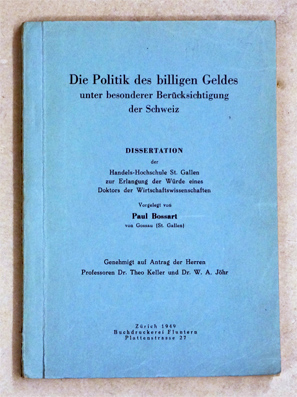 Die Politik des billigen Geldes
unter besonderer Berücksichtigung
der Schweiz
DISSERTATION
der
Handels-Hochschule St. Gallen
zur Erlangung der Würde eines
Doktors der Wirtschaftswissenschaften
Vorgelegt von
Paul Bossart
von Gossau (St. Gallen)
Genehmigt auf Antrag der Herren
Professoren Dr. Theo Keller und Dr. W. A. Jöhr
Zürich 1949
Buchdruckerei Fluntern
Plattenstrasse 27